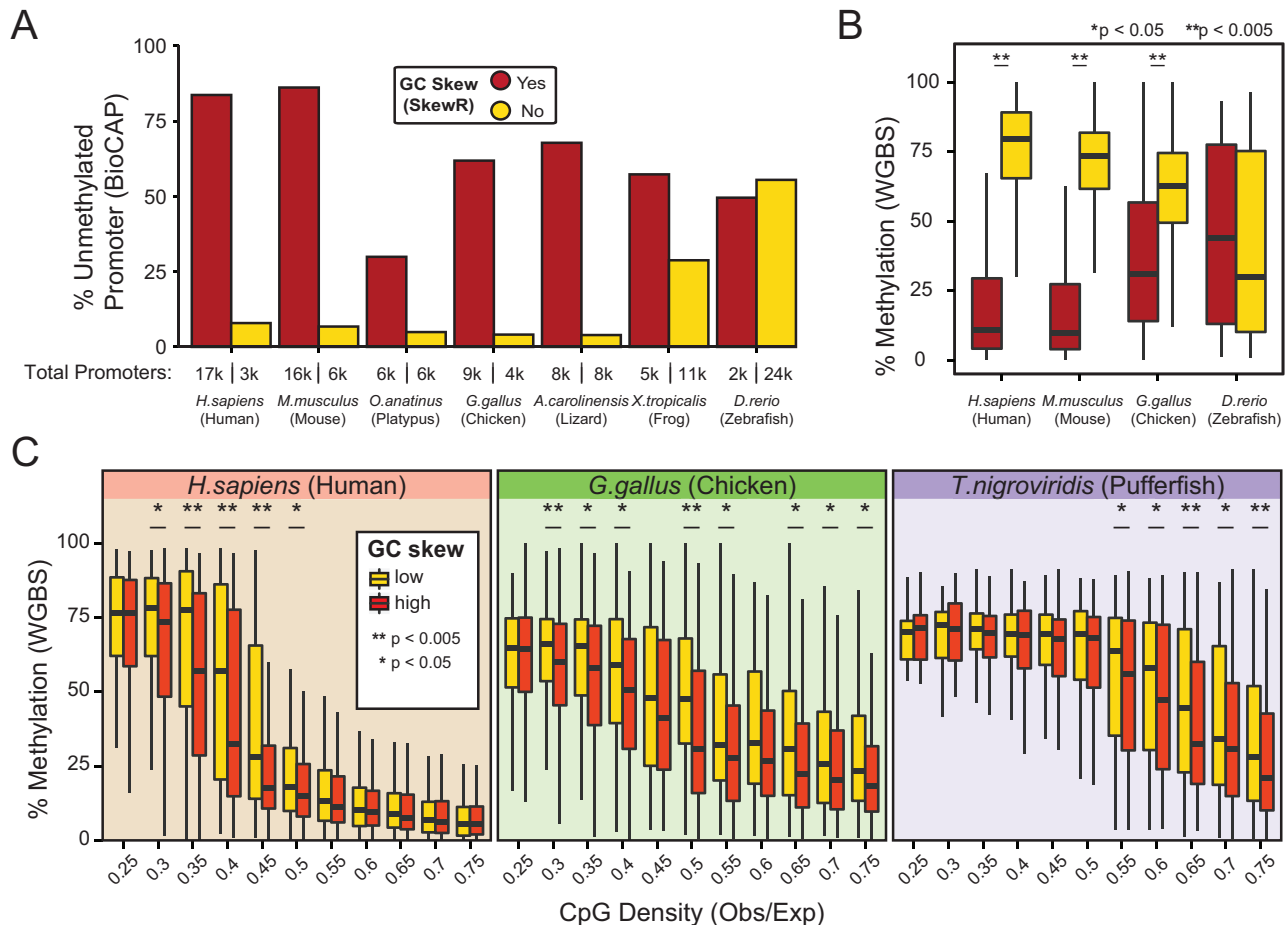 A
% Unmethylated
Promoter (BioCAP)
100
75
50
25
0
GC Skew
(SkewR)
Yes
No
Total Promoters:
17k | 3k
16k | 6k
6k | 6k
9k | 4k
8k | 8k
5k | 11k
2k | 24k
H.sapiens
(Human)
M.musculus
(Mouse)
O.anatinus
(Platypus)
G.gallus
(Chicken)
A.carolinensis
(Lizard)
X.tropicalis
(Frog)
D.rerio
(Zebrafish)
B
*p < 0.05 **p < 0.005
% Methylation (WGBS)
100
75
50
25
0
** ** **
H.sapiens
(Human)
M.musculus
(Mouse)
G.gallus
(Chicken)
D.rerio
(Zebrafish)
C
% Methylation (WGBS)
100
75
50
25
0
H.sapiens (Human)
* ** ** ** *
GC skew
low
high
** p < 0.005
* p < 0.05
0.25 0.3 0.35 0.4 0.45 0.5 0.55 0.6 0.65 0.7 0.75
G.gallus (Chicken)
** * * ** * * * *
0.25 0.3 0.35 0.4 0.45 0.5 0.55 0.6 0.65 0.7 0.75
T.nigroviridis (Pufferfish)
* * ** * **
0.25 0.3 0.35 0.4 0.45 0.5 0.55 0.6 0.65 0.7 0.75
CpG Density (Obs/Exp)